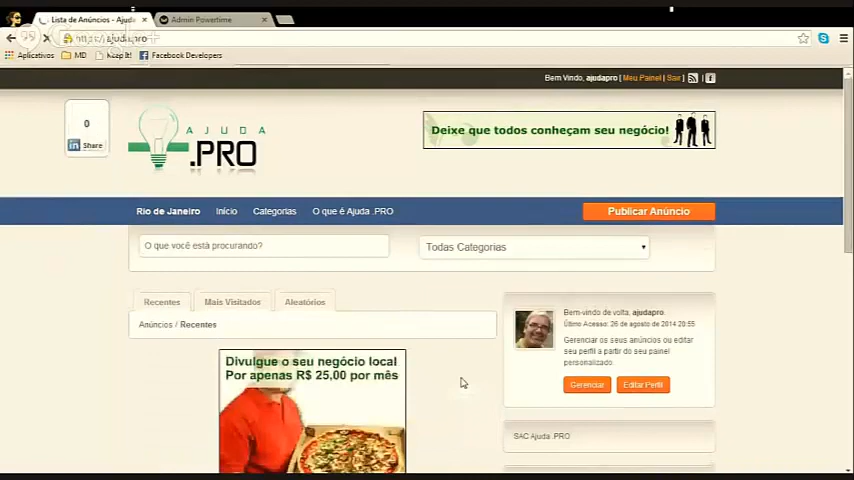 Lista de Anúncios - Ajuda
Admin Powartime
ajuda.pro
Aplicativos
MD
Keep It!
Facebook Developers
Bem Vindo, ajudapro [ Meu Painel | Sair ]
0
Share
AJUDA
.PRO
Deixe que todos conheçam seu negócio!
Rio de Janeiro Início Categorias O que é Ajuda .PRO
Publicar Anúncio
O que você está procurando?
Todas Categorias
Recentes Mais Visitados Aleatórios
Anúncios / Recentes
Bem-vindo de volta, ajudapro.
Último Acesso: 26 de agosto de 2014 20:55
Gerenciar os seus anúncios ou editar
seu perfil a partir do seu painel
personalizado.
Gerenciar
Editar Perfil
Divulgue o seu negócio local
Por apenas R$ 25,00 por mês
SAC Ajuda .PRO